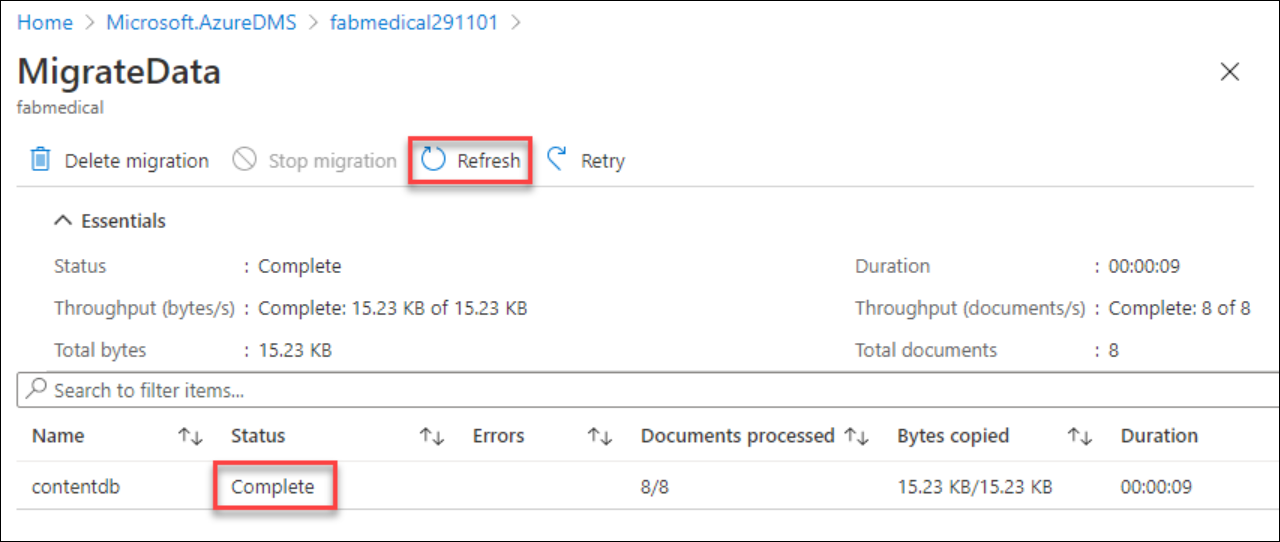 Home > Microsoft.AzureDMS > fabmedical291101 >
MigrateData
fabmedical
Delete migration Stop migration Refresh Retry
Essentials
Status : Complete Duration : 00:00:09
Throughput (bytes/s) : Complete: 15.23 KB of 15.23 KB Throughput (documents/s) : Complete: 8 of 8
Total bytes : 15.23 KB Total documents : 8
Search to filter items...
Name Status Errors Documents processed Bytes copied Duration
contentdb Complete 8/8 15.23 KB/15.23 KB 00:00:09